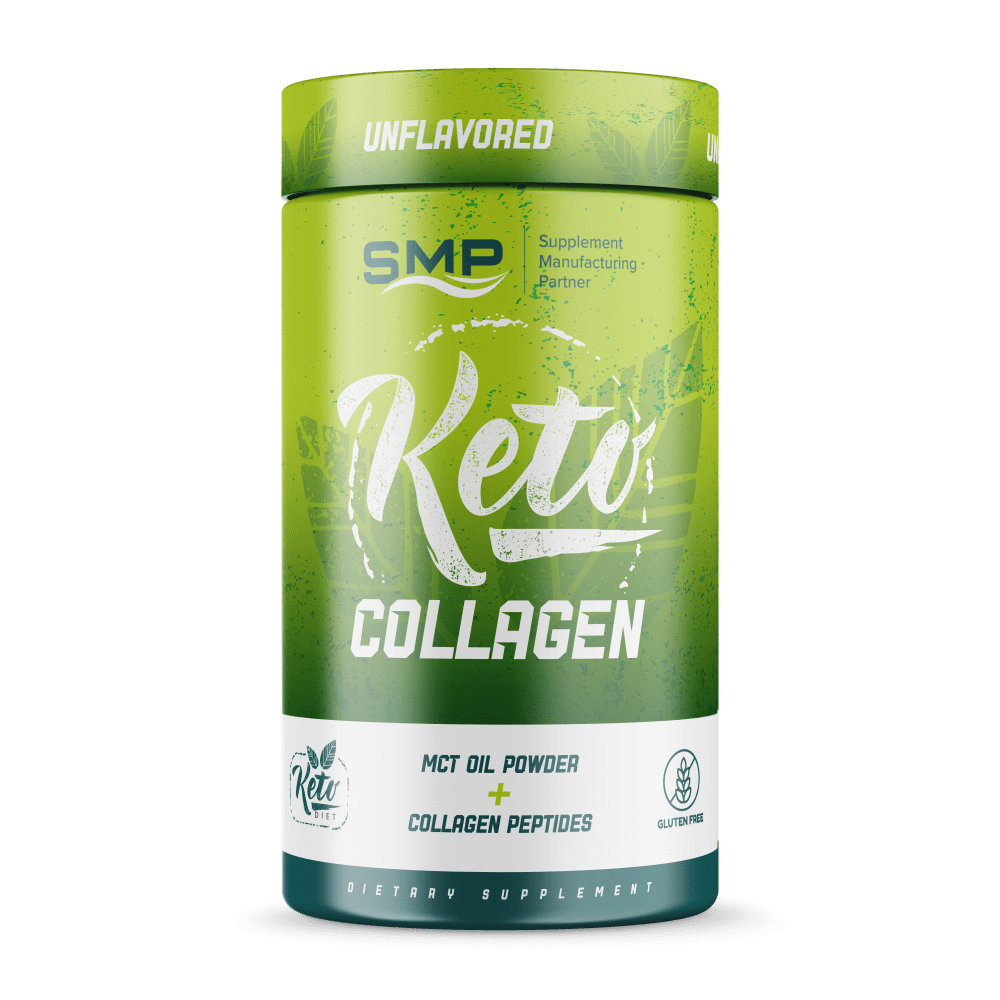 UNFLAVORED
SMP
Supplement
Manufacturing
Partner
Keto
COLLAGEN
MCT OIL POWDER
+
COLLAGEN PEPTIDES
Keto
DIET
GLUTEN FREE
DIETARY SUPPLEMENT